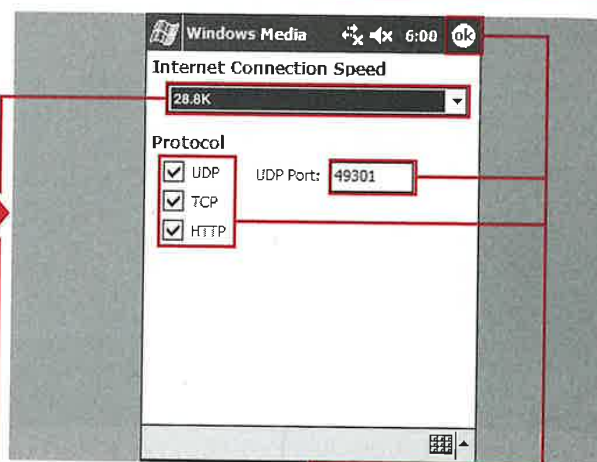 Windows Media 6:00 ok
Internet Connection Speed
28.8K
Protocol
UDP UDP Port: 49301
TCP
HTTP